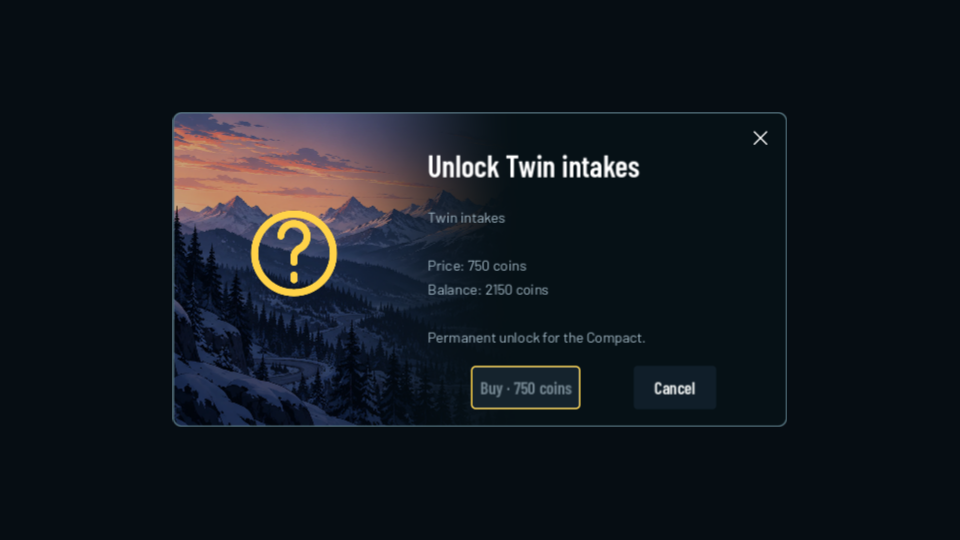 Unlock Twin intakes
Twin intakes
Price: 750 coins
Balance: 2150 coins
Permanent unlock for the Compact.
Buy · 750 coins
Cancel